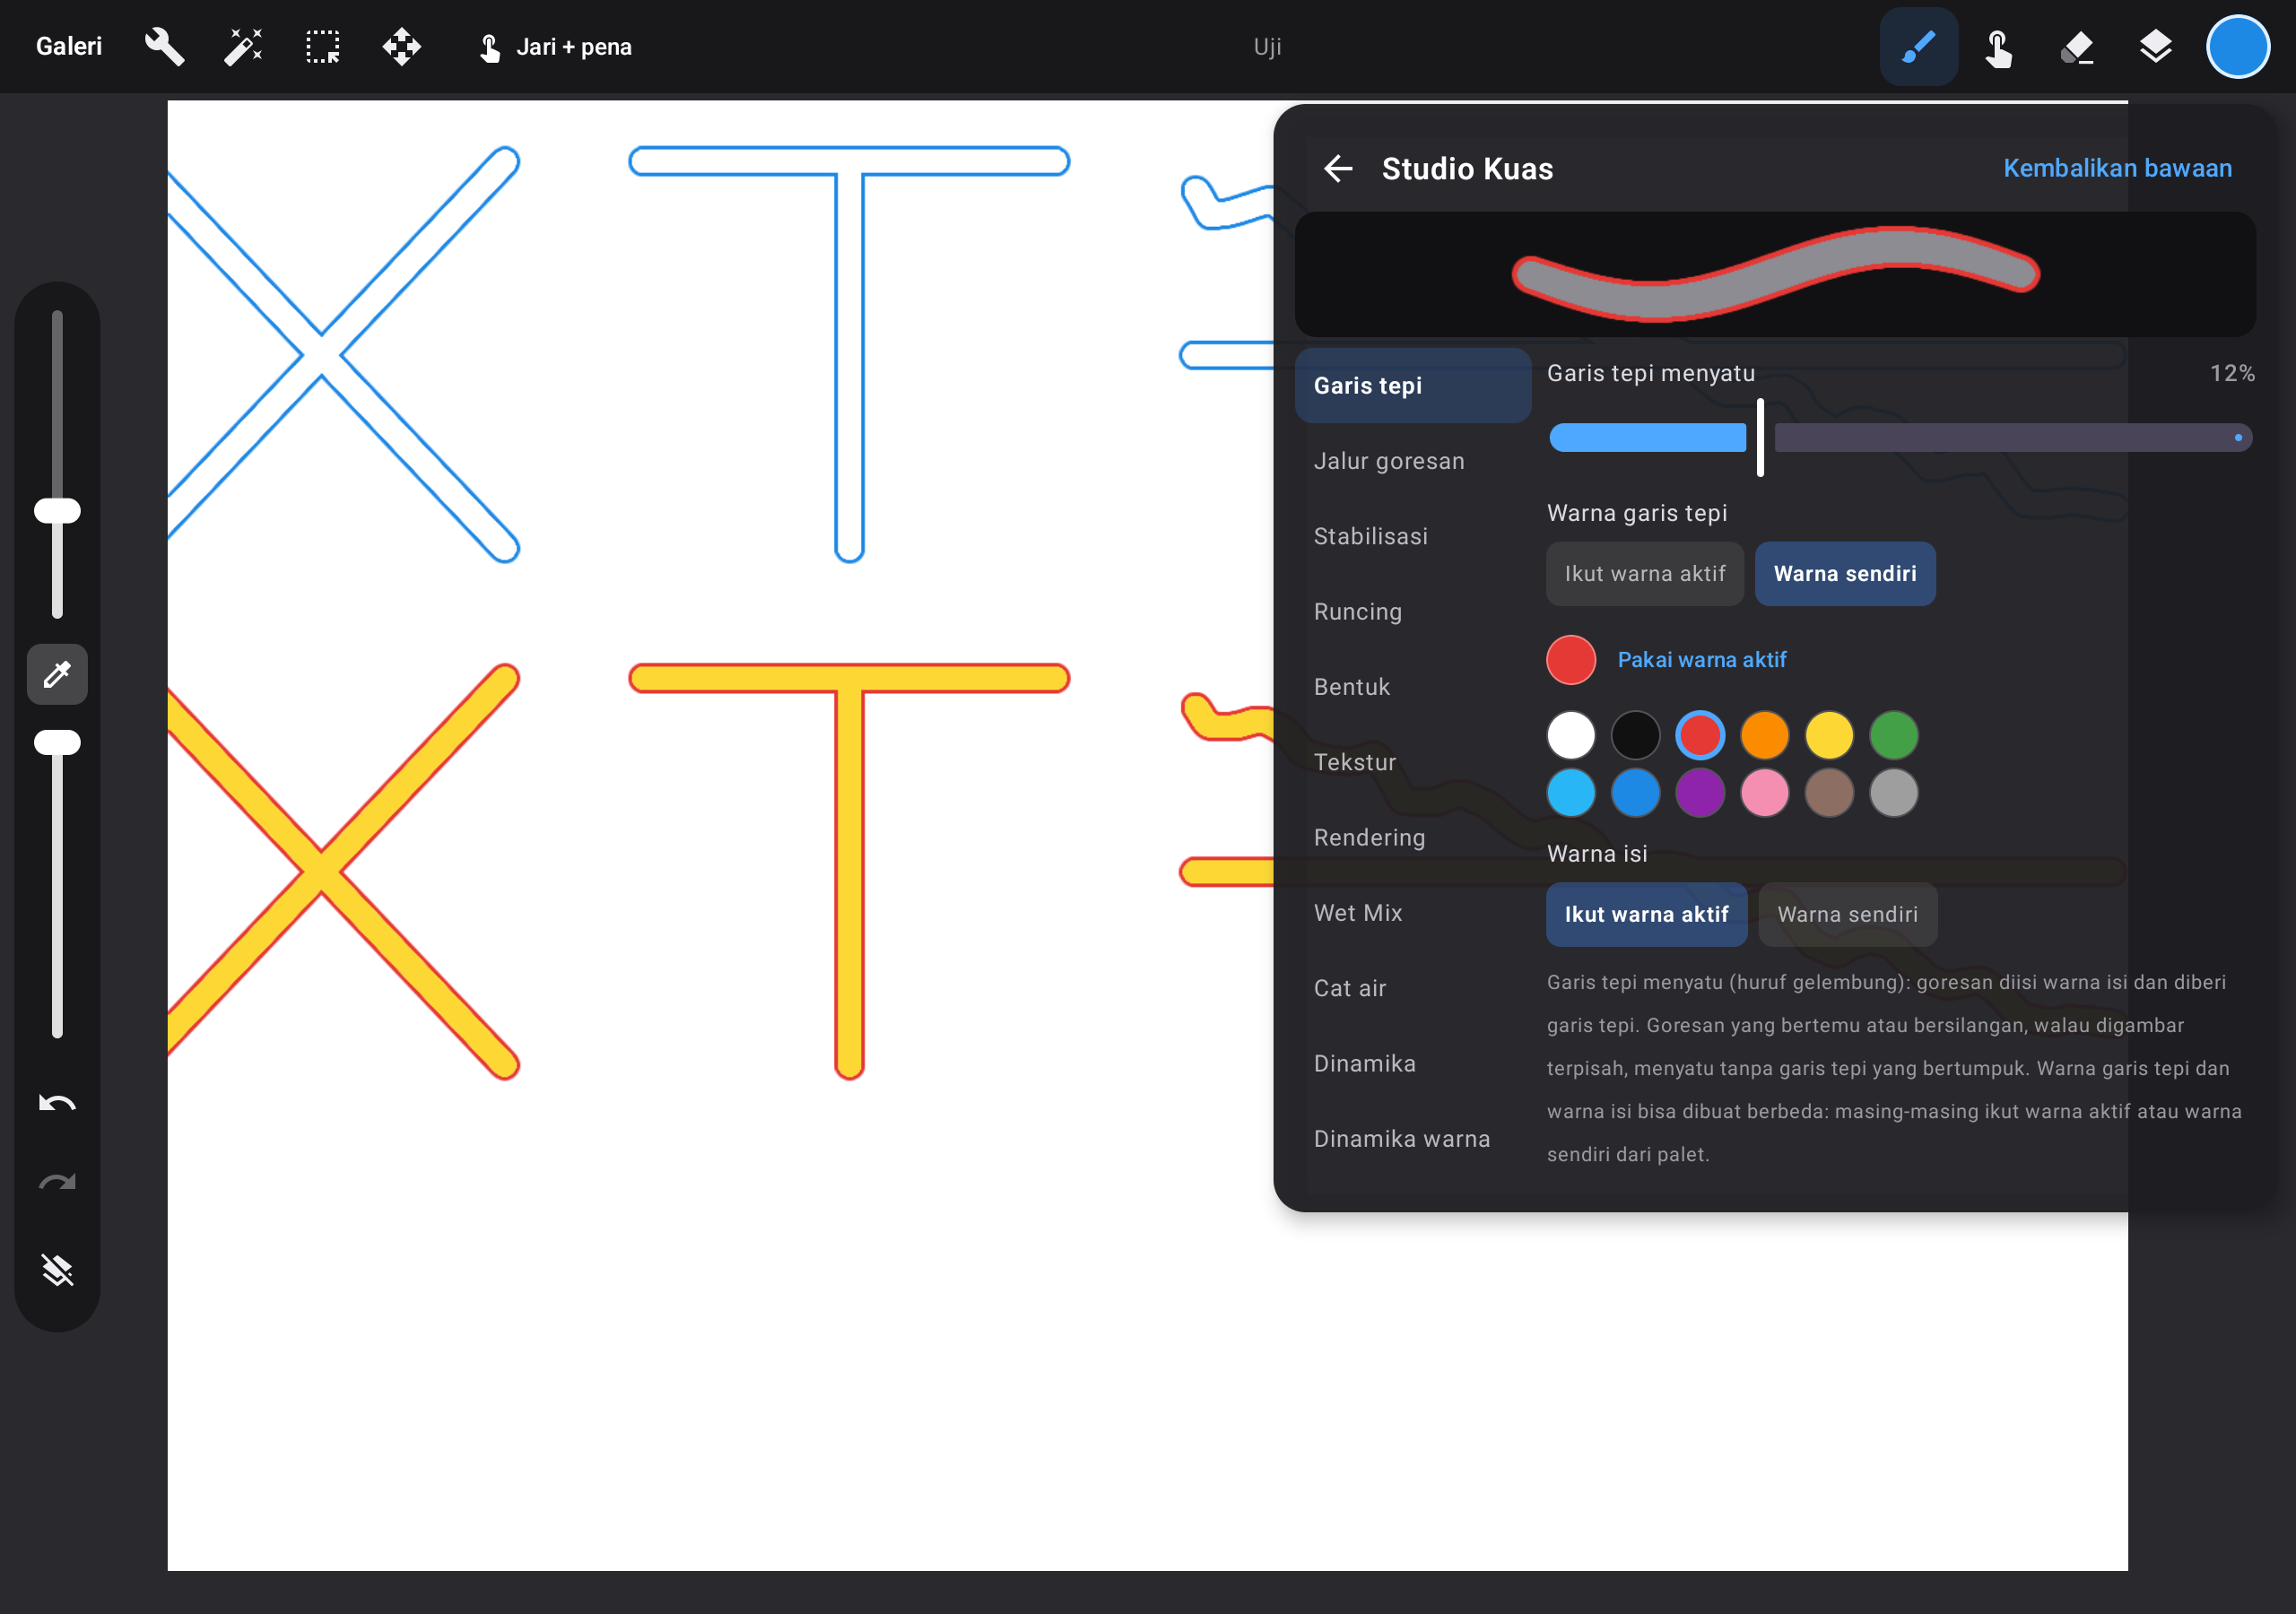 Galeri
Jari + pena
Uji
Studio Kuas
Kembalikan bawaan
Garis tepi
Jalur goresan
Stabilisasi
Runcing
Bentuk
Tekstur
Rendering
Wet Mix
Cat air
Dinamika
Dinamika warna
Garis tepi menyatu
12%
Warna garis tepi
Ikut warna aktif
Warna sendiri
Pakai warna aktif
Warna isi
Ikut warna aktif
Warna sendiri
Garis tepi menyatu (huruf gelembung): goresan diisi warna isi dan diberi
garis tepi. Goresan yang bertemu atau bersilangan, walau digambar
terpisah, menyatu tanpa garis tepi yang bertumpuk. Warna garis tepi dan
warna isi bisa dibuat berbeda: masing-masing ikut warna aktif atau warna
sendiri dari palet.